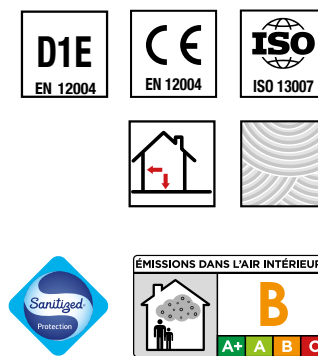 D1E
EN 12004
CE
EN 12004
ISO
ISO 13007
Sanitized®
Protection
ÉMISSIONS DANS L'AIR INTÉRIEUR
B
A+ A B C